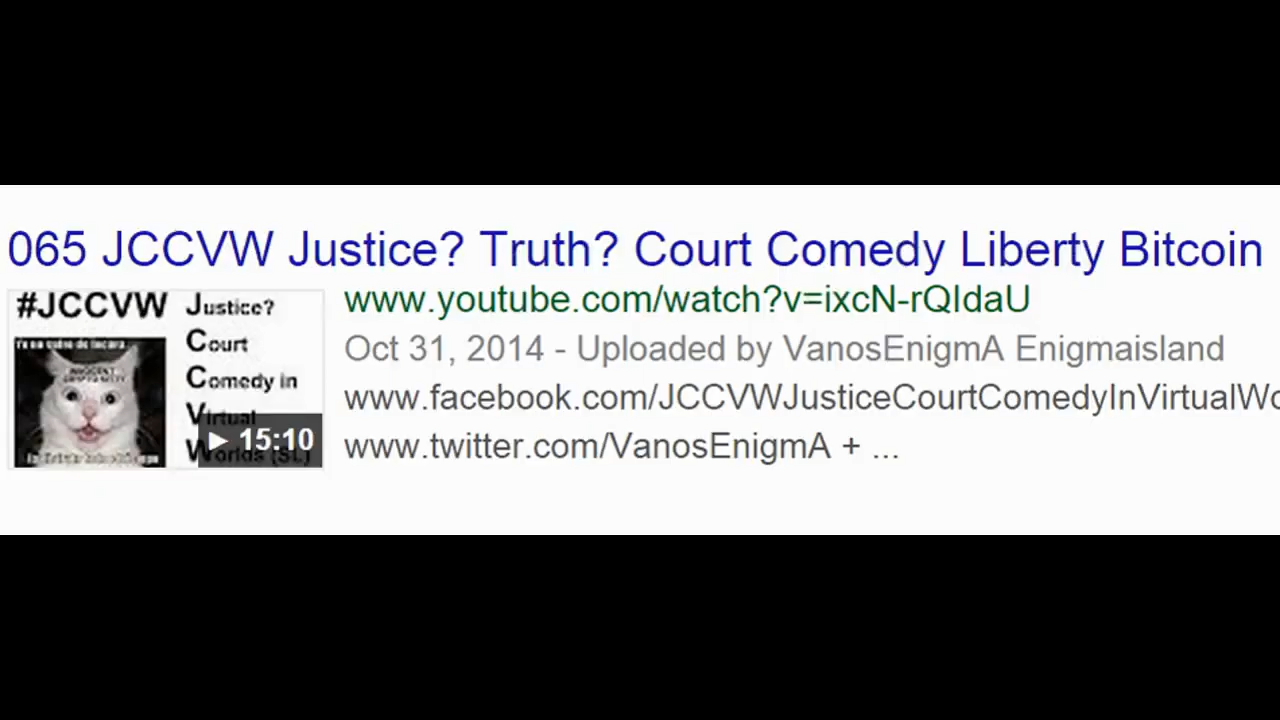 065 JCCVW Justice? Truth? Court Comedy Liberty Bitcoin
#JCCVW
Justice?
Court
Comedy in
Virtual
Worlds (SL)
15:10
www.youtube.com/watch?v=ixcN-rQIdaU
Oct 31, 2014 - Uploaded by VanosEnigmA Enigmaisland
www.facebook.com/JCCVWJusticeCourtComedyInVirtualWo
www.twitter.com/VanosEnigmA + ...